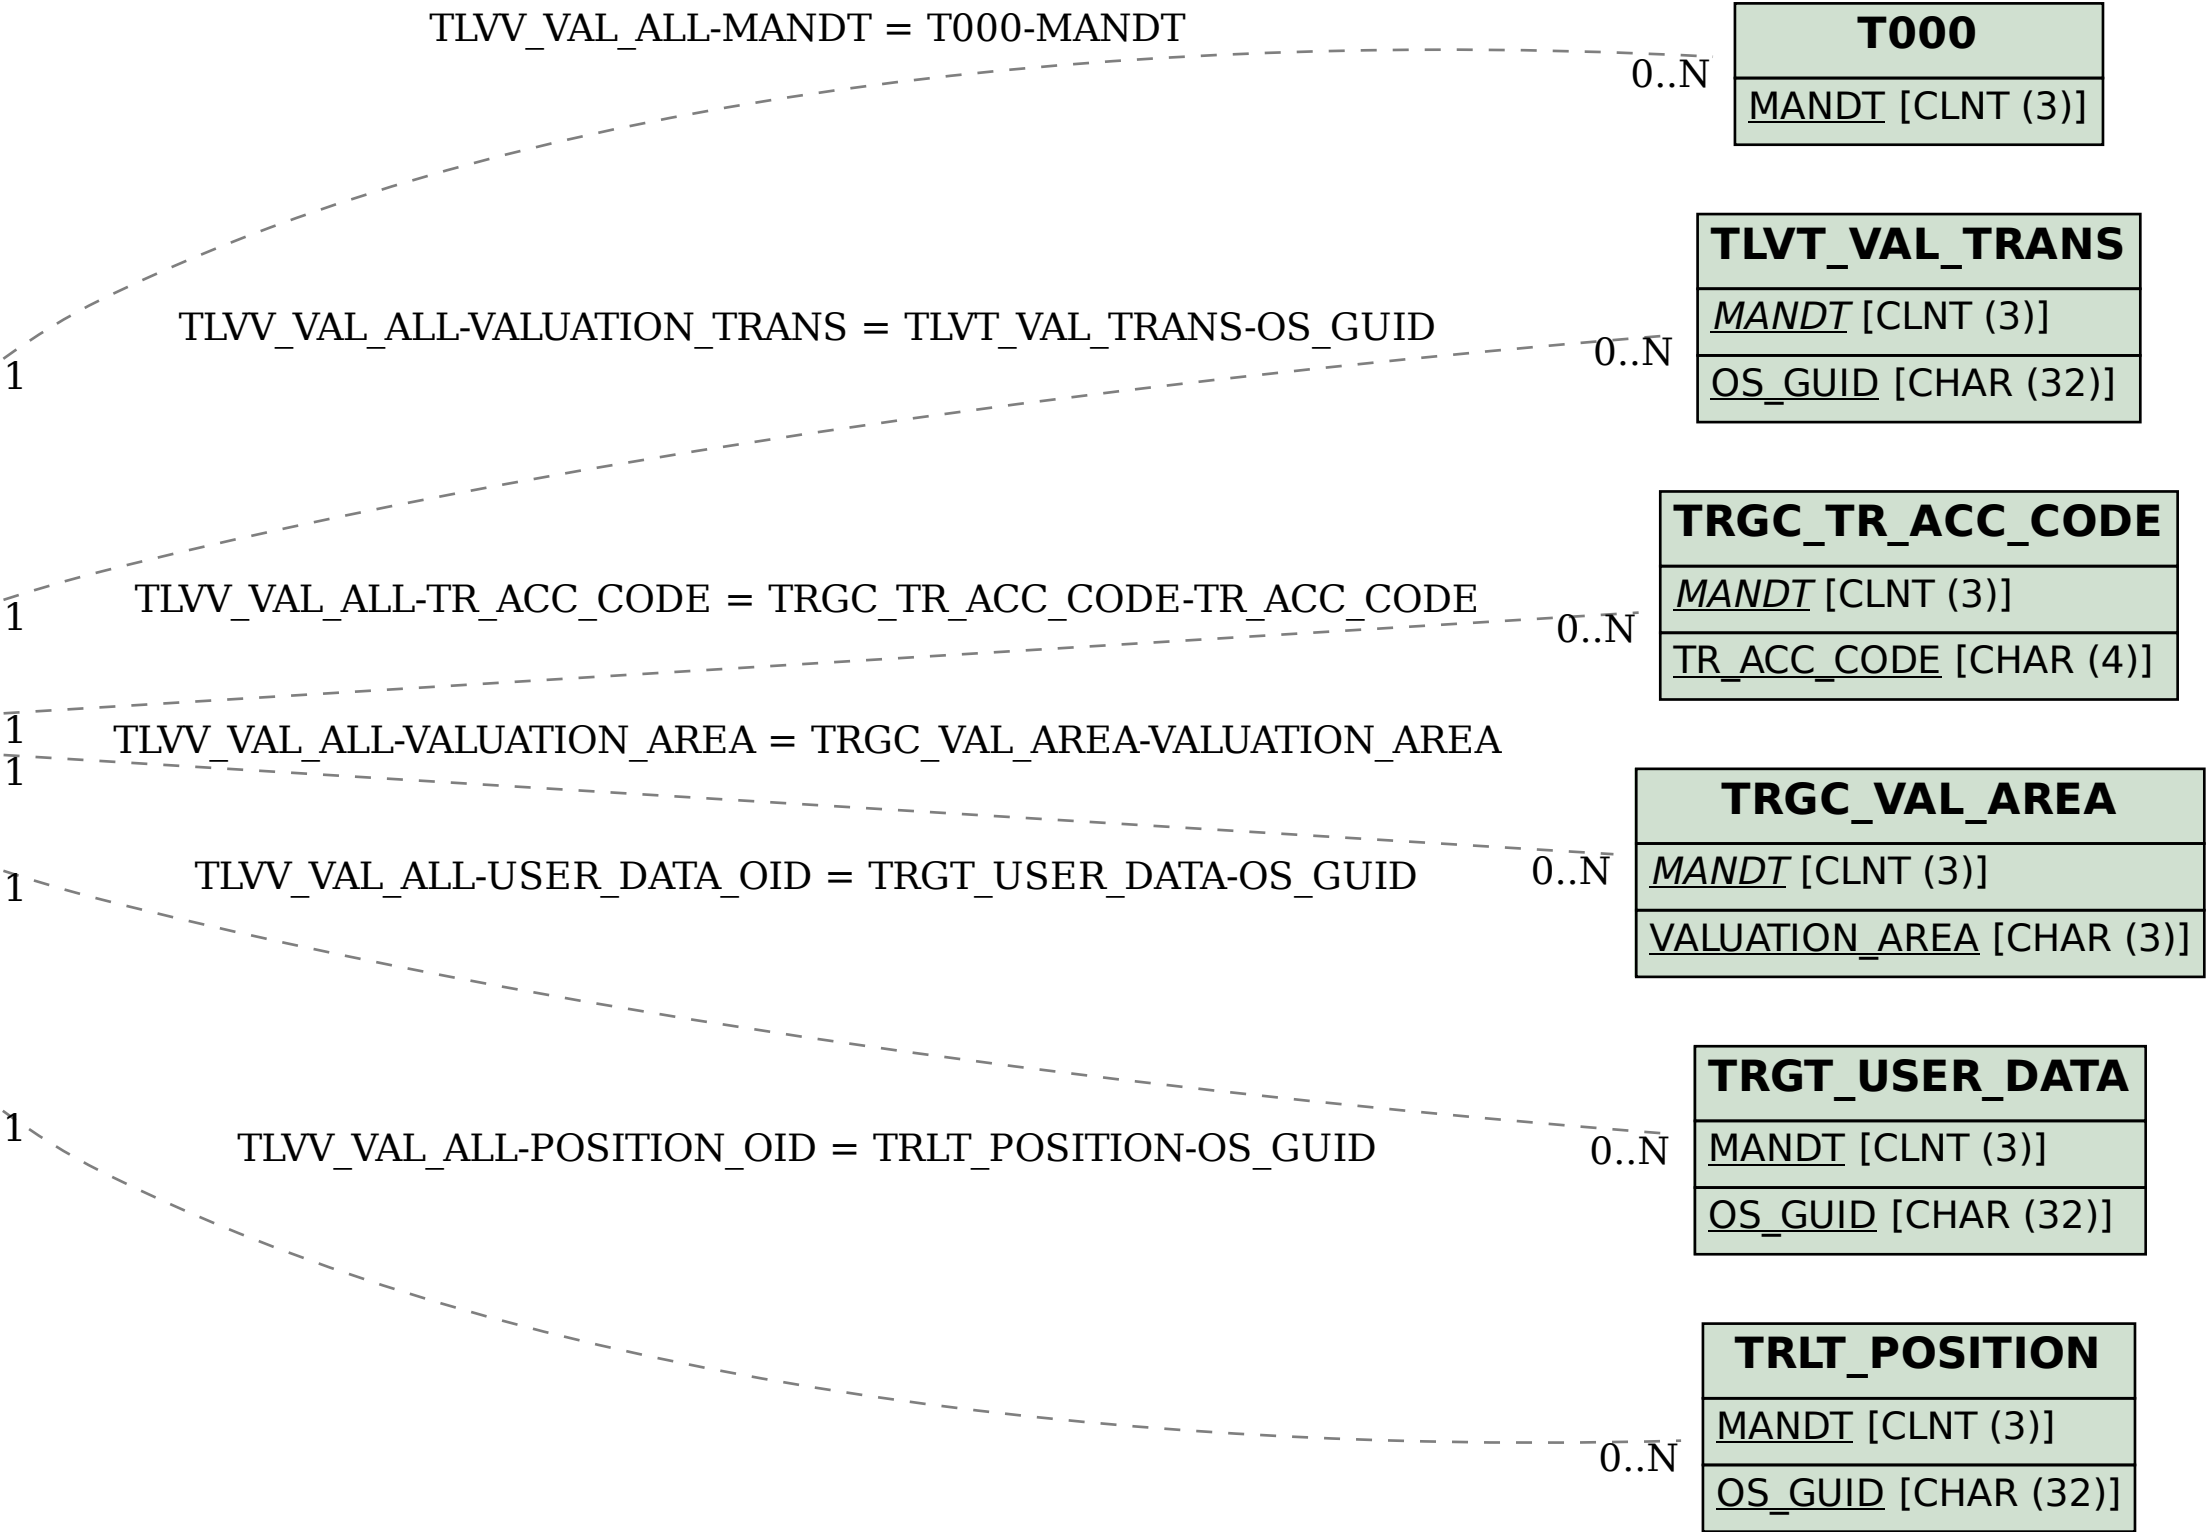 TLVV_VAL_ALL-MANDT = T000-MANDT
0..N
1
T000
MANDT [CLNT (3)]
TLVV_VAL_ALL-VALUATION_TRANS = TLVT_VAL_TRANS-OS_GUID
0..N
1
TLVT_VAL_TRANS
MANDT [CLNT (3)]
OS_GUID [CHAR (32)]
TLVV_VAL_ALL-TR_ACC_CODE = TRGC_TR_ACC_CODE-TR_ACC_CODE
0..N
1
TRGC_TR_ACC_CODE
MANDT [CLNT (3)]
TR_ACC_CODE [CHAR (4)]
TLVV_VAL_ALL-VALUATION_AREA = TRGC_VAL_AREA-VALUATION_AREA
1
0..N
TRGC_VAL_AREA
MANDT [CLNT (3)]
VALUATION_AREA [CHAR (3)]
TLVV_VAL_ALL-USER_DATA_OID = TRGT_USER_DATA-OS_GUID
1
0..N
TRGT_USER_DATA
MANDT [CLNT (3)]
OS_GUID [CHAR (32)]
TLVV_VAL_ALL-POSITION_OID = TRLT_POSITION-OS_GUID
1
0..N
TRLT_POSITION
MANDT [CLNT (3)]
OS_GUID [CHAR (32)]